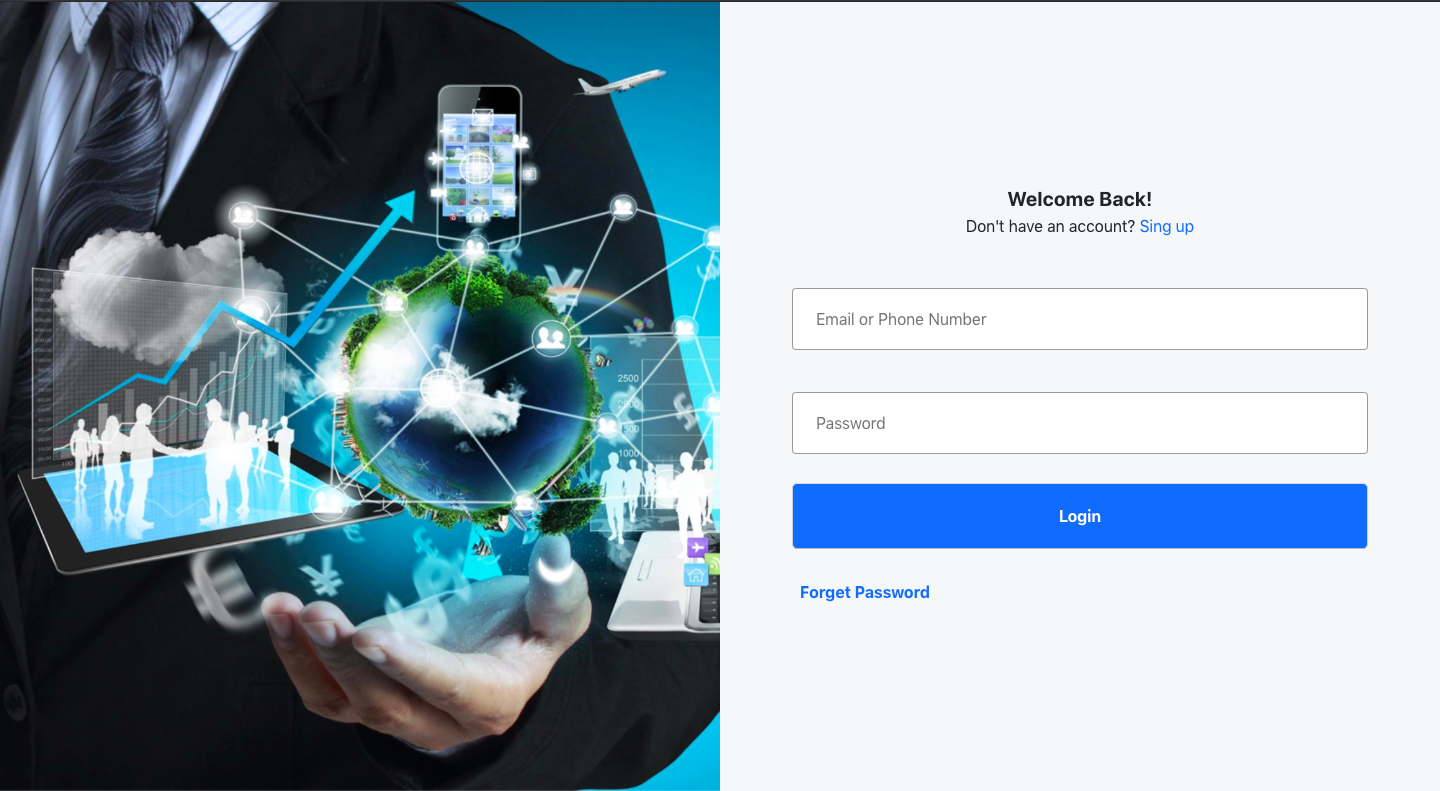 Welcome Back!
Don't have an account? Sing up
Email or Phone Number
Password
Login
Forget Password
2500
2000
1500
1000